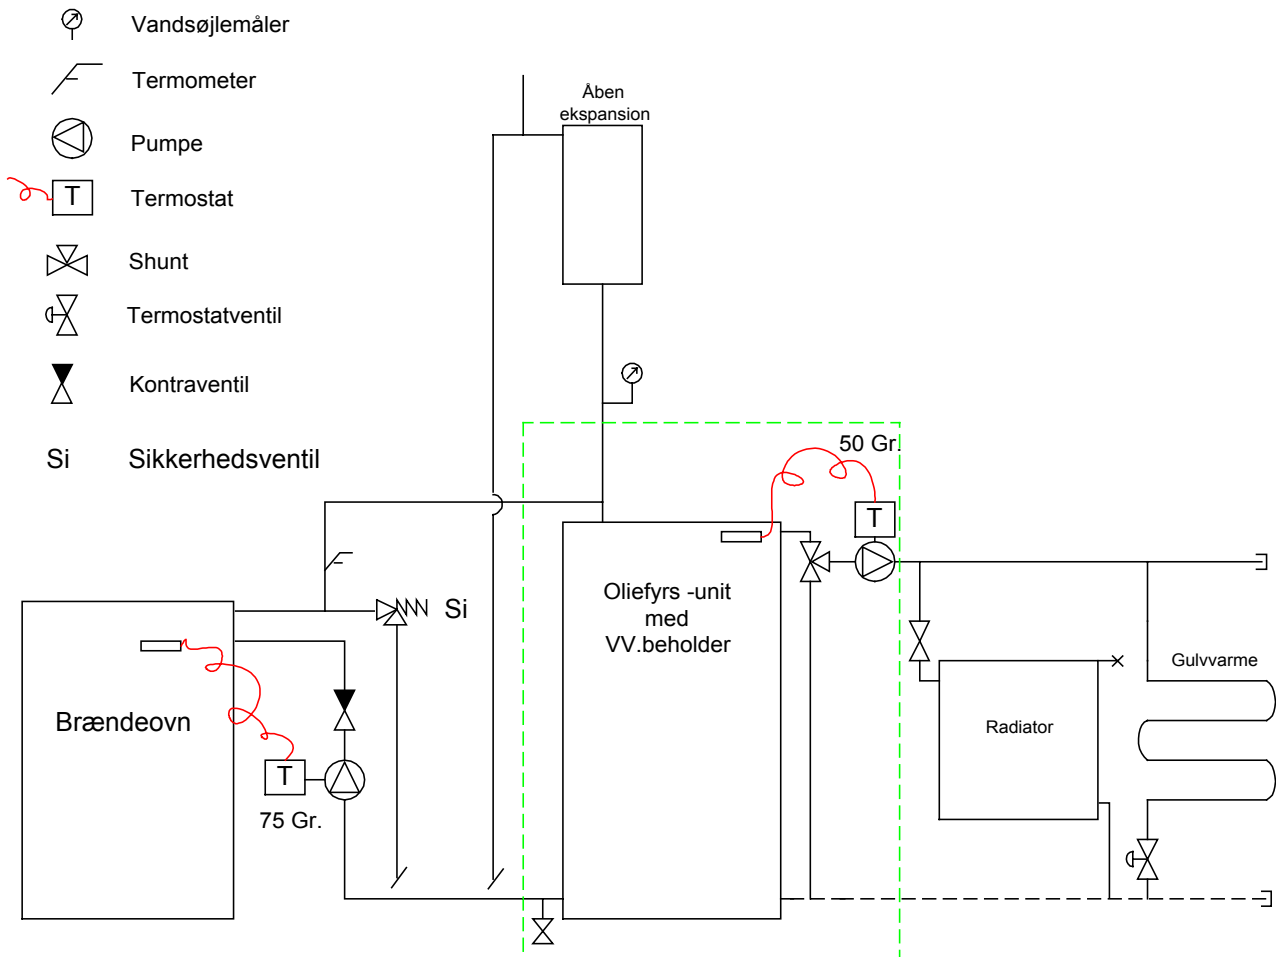 Vandsøjlemåler
Termometer
Pumpe
T
Termostat
Shunt
Termostatventil
Kontraventil
Si
Sikkerhedsventil
Åben
ekspansion
50 Gr.
T
Oliefyrs -unit
med
VV.beholder
Si
Brændeovn
T
75 Gr.
Radiator
Gulvvarme